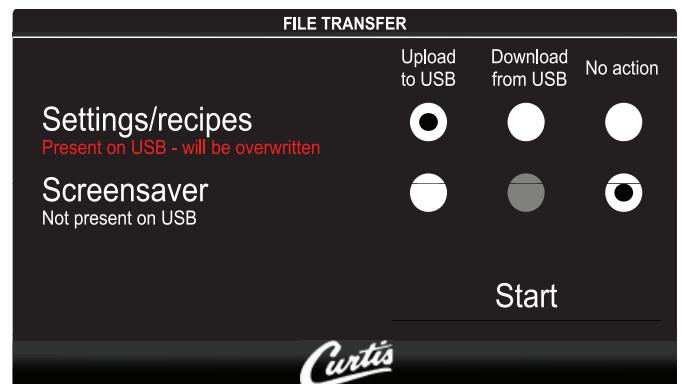 FILE TRANSFER
Upload
to USB
Download
from USB
No action
Settings/recipes
Present on USB - will be overwritten
Screensaver
Not present on USB
Start
Curtis